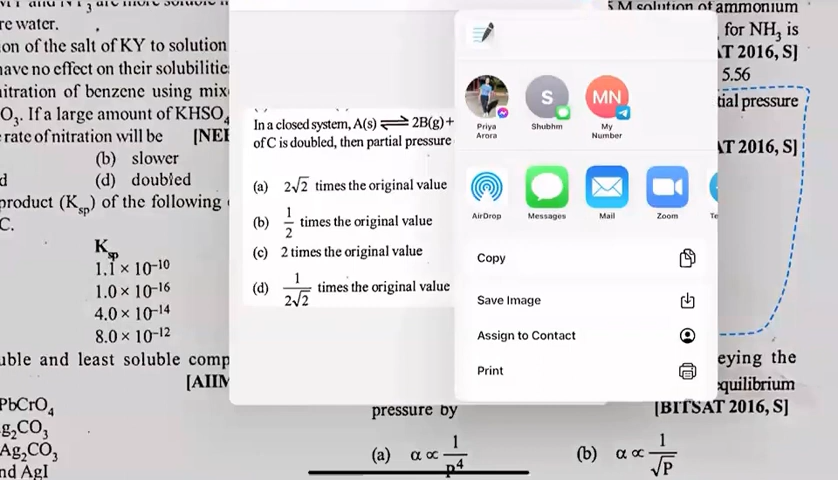 5 M solution of ammonium
re water.
for NH3 is
on of the salt of KY to solution
AT 2016, S]
have no effect on their solubilitie
5.56
nitration of benzene using mix
tial pressure
O3. If a large amount of KHSO4
rate of nitration will be [NEE
AT 2016, S]
(b) slower
d (d) doubled
product (Ksp) of the following
C.
Ksp
1.1 × 10–10
1.0 × 10–16
4.0 × 10–14
8.0 × 10–12
uble and least soluble comp
[AIIM
PbCrO4
g2CO3
Ag2CO3
nd AgI
In a closed system, A(s) ⇌ 2B(g)+
of C is doubled, then partial pressure
(a) 2√2 times the original value
(b) 1/2 times the original value
(c) 2 times the original value
(d) 1/2√2 times the original value
S
MN
Priya
Arora
Shubhm
My
Number
AirDrop
Messages
Mail
Zoom
Te
Copy
Save Image
Assign to Contact
Print
eying the
equilibrium
pressure by [BITSAT 2016, S]
(a) α ∝ 1/P4 (b) α ∝ 1/√P